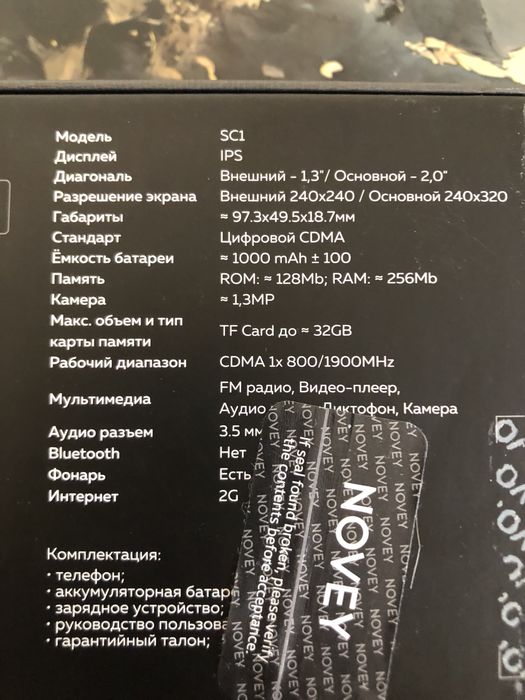 Модель SC1
Дисплей IPS
Диагональ Внешний - 1,3"/ Основной - 2,0"
Разрешение экрана Внешний 240x240 / Основной 240x320
Габариты ≈ 97.3x49.5x18.7мм
Стандарт Цифровой CDMA
Ёмкость батареи ≈ 1000 mAh ± 100
Память ROM: ≈ 128Mb; RAM: ≈ 256Mb
Камера ≈ 1,3MP
Макс. объем и тип
карты памяти TF Card до ≈ 32GB
Рабочий диапазон CDMA 1x 800/1900MHz
Мультимедиа FM радио, Видео-плеер,
Аудио Диктофон, Камера
Аудио разъем 3.5 мм
Bluetooth Нет
Фонарь Есть
Интернет 2G
Комплектация:
· телефон;
· аккумуляторная батар
· зарядное устройство;
· руководство пользова
· гарантийный талон;
NOVEY
If seal found broken,
the contents before acceptance
please verify